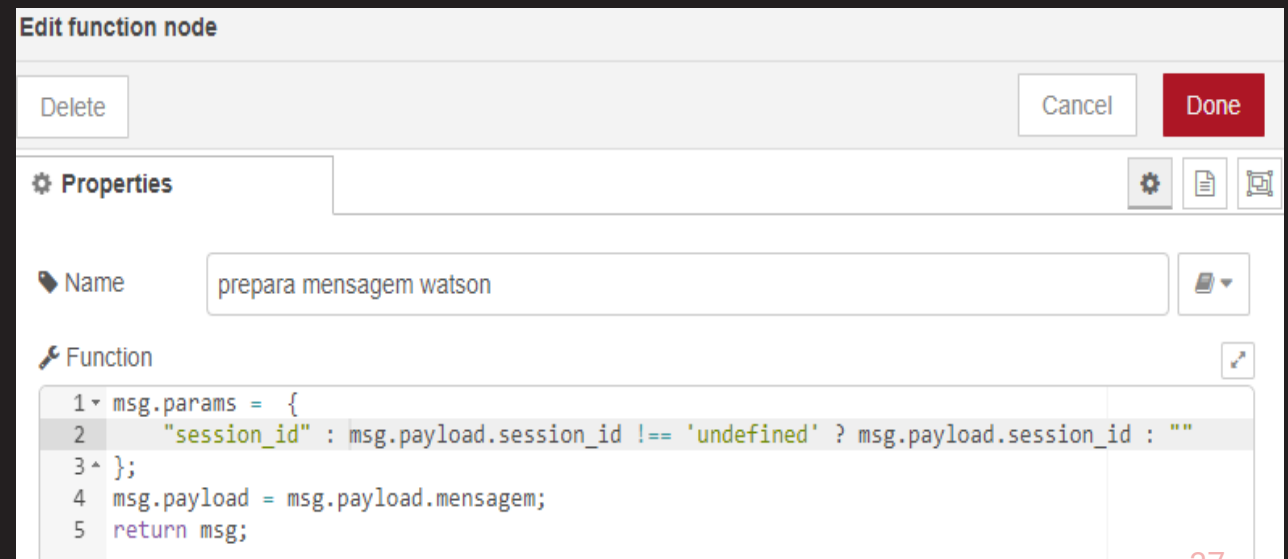 Edit function node
Delete Cancel Done
Properties
Name prepara mensagem watson
Function
1 msg.params = {
2 "session_id" : msg.payload.session_id !== 'undefined' ? msg.payload.session_id : ""
3 };
4 msg.payload = msg.payload.mensagem;
5 return msg;